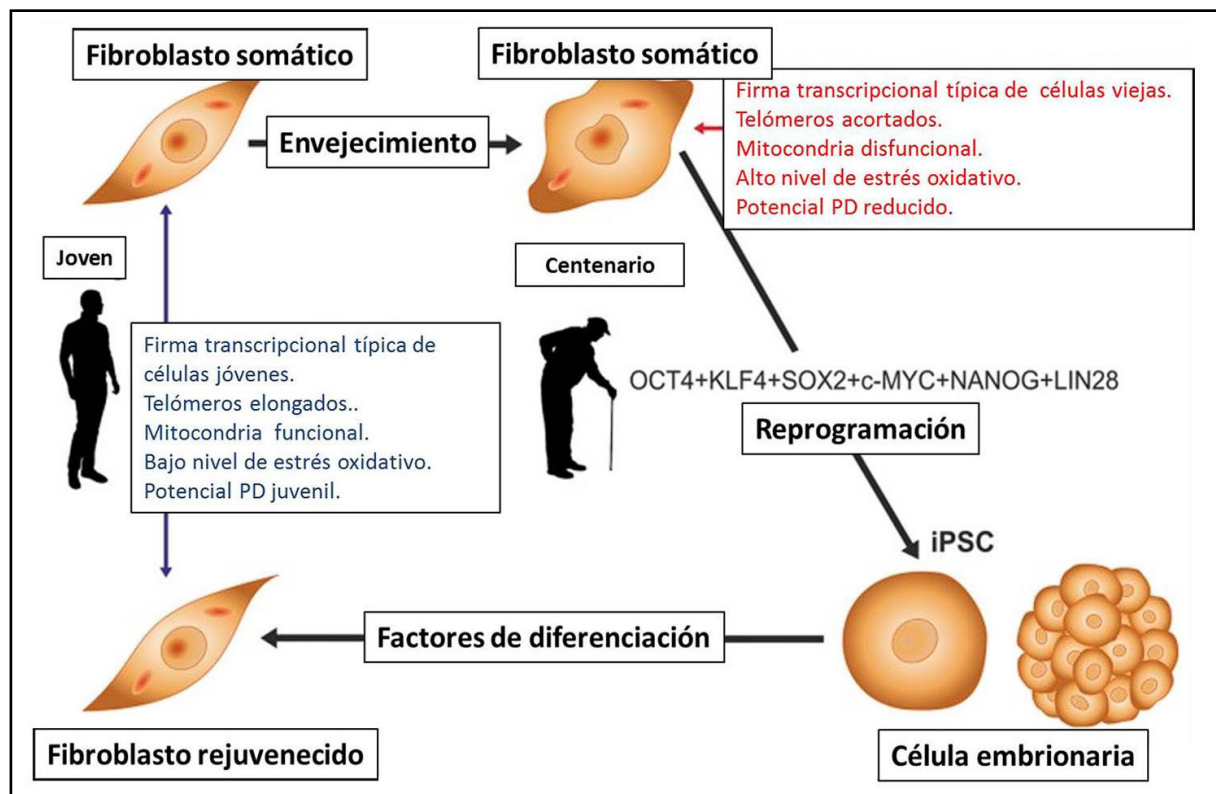 Fibroblasto somático
Fibroblasto somático
Envejecimiento
Firma transcripcional típica de células viejas.
Telómeros acortados.
Mitocondria disfuncional.
Alto nivel de estrés oxidativo.
Potencial PD reducido.
Joven
Centenario
Firma transcripcional típica de
células jóvenes.
Telómeros elongados..
Mitocondria funcional.
Bajo nivel de estrés oxidativo.
Potencial PD juvenil.
OCT4+KLF4+SOX2+c-MYC+NANOG+LIN28
Reprogramación
iPSC
Factores de diferenciación
Fibroblasto rejuvenecido
Célula embrionaria